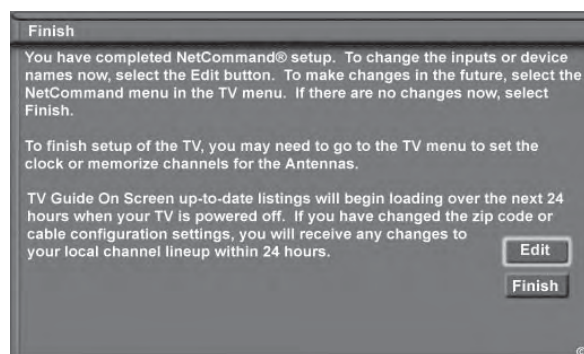 Finish
You have completed NetCommand® setup. To change the inputs or device
names now, select the Edit button. To make changes in the future, select the
NetCommand menu in the TV menu. If there are no changes now, select
Finish.
To finish setup of the TV, you may need to go to the TV menu to set the
clock or memorize channels for the Antennas.
TV Guide On Screen up-to-date listings will begin loading over the next 24
hours when your TV is powered off. If you have changed the zip code or
cable configuration settings, you will receive any changes to
your local channel lineup within 24 hours.
Edit
Finish